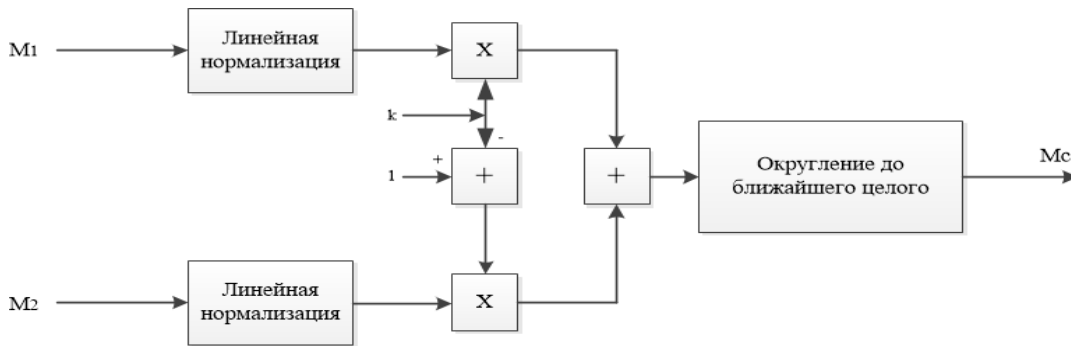 M1
Линейная
нормализация
X
k
-
+
1
+
+
Округление до
ближайшего целого
Mc
M2
Линейная
нормализация
X